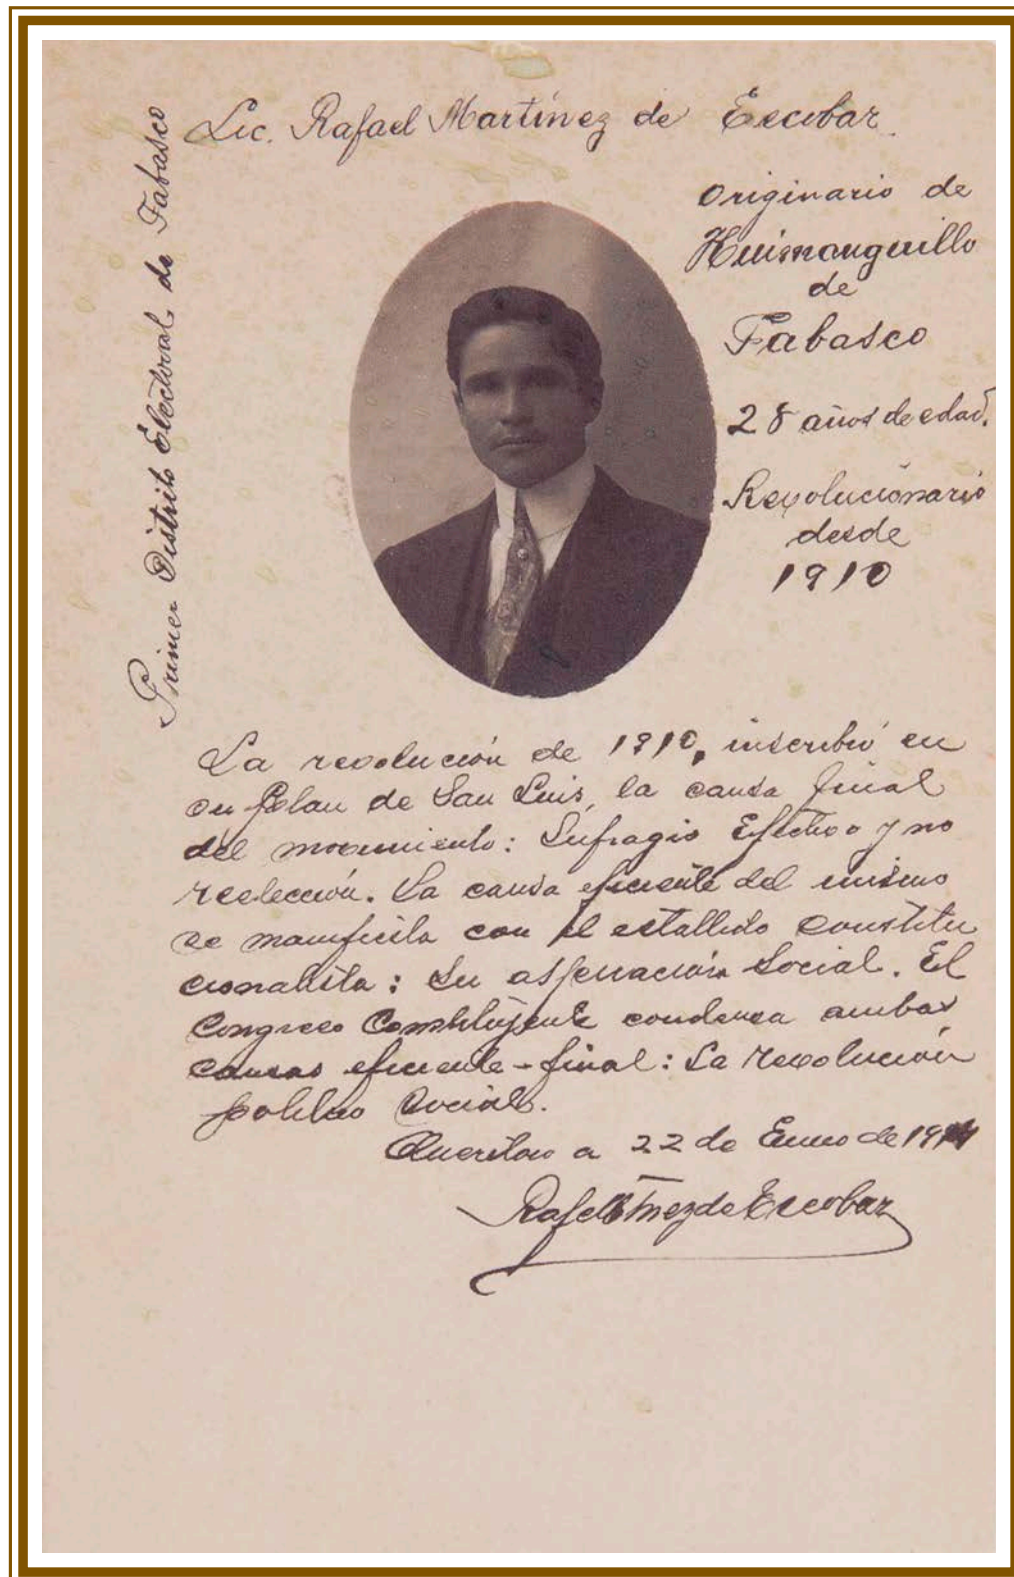 Lic. Rafael Martínez de Escobar.
Primer Distrito Electoral de Tabasco
Originario de
Huimanguillo
de
Tabasco
28 años de edad.
Revolucionario
desde
1910
La revolución de 1910, inscribió en
su Plan de San Luis, la causa final
del movimiento: Sufragio Efectivo y no
reelección. La causa eficiente del mismo
se manifiesta con el estallido constitu
cionalista: su aspiración Social. El
Congreso Constituyente condensa ambas
causas eficiente-final: La revolución
político social.
Querétaro a 22 de Enero de
Rafael Mnez de Escobar